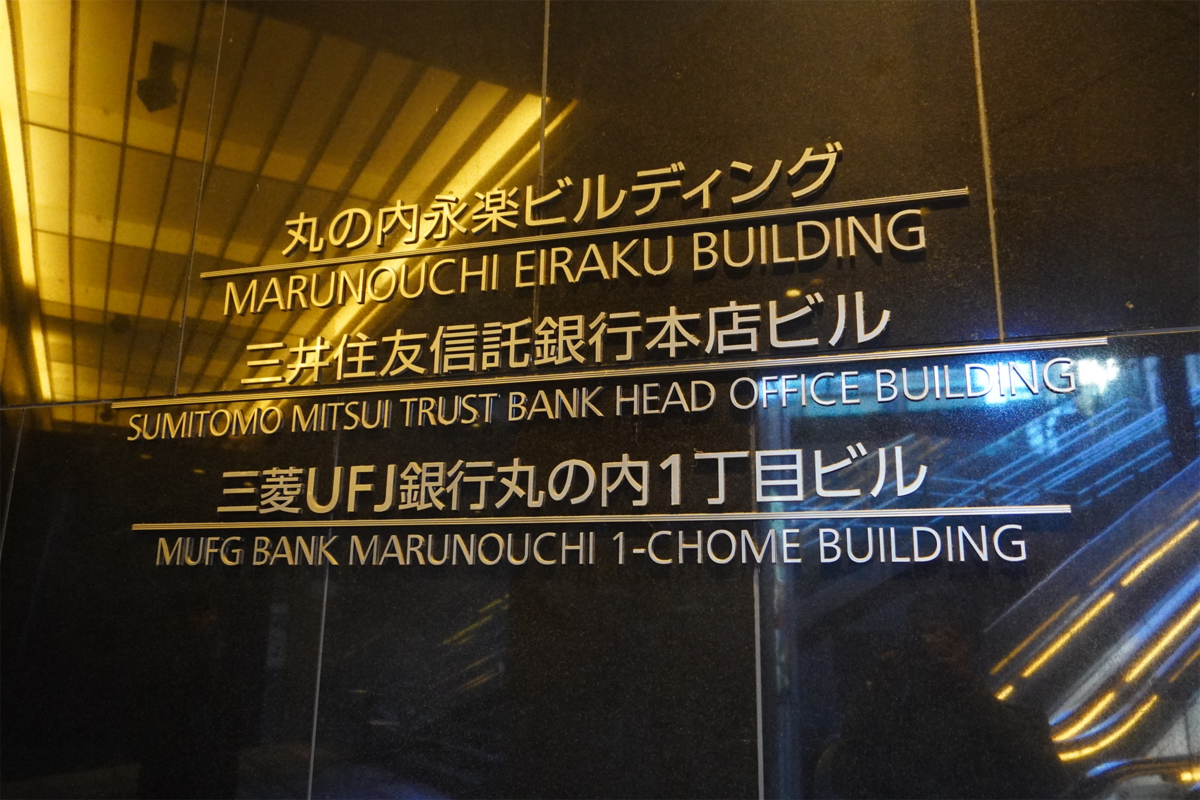 丸の内永楽ビルディング
MARUNOUCHI EIRAKU BUILDING
三井住友信託銀行本店ビル
SUMITOMO MITSUI TRUST BANK HEAD OFFICE BUILDING
三菱UFJ銀行丸の内1丁目ビル
MUFG BANK MARUNOUCHI 1-CHOME BUILDING